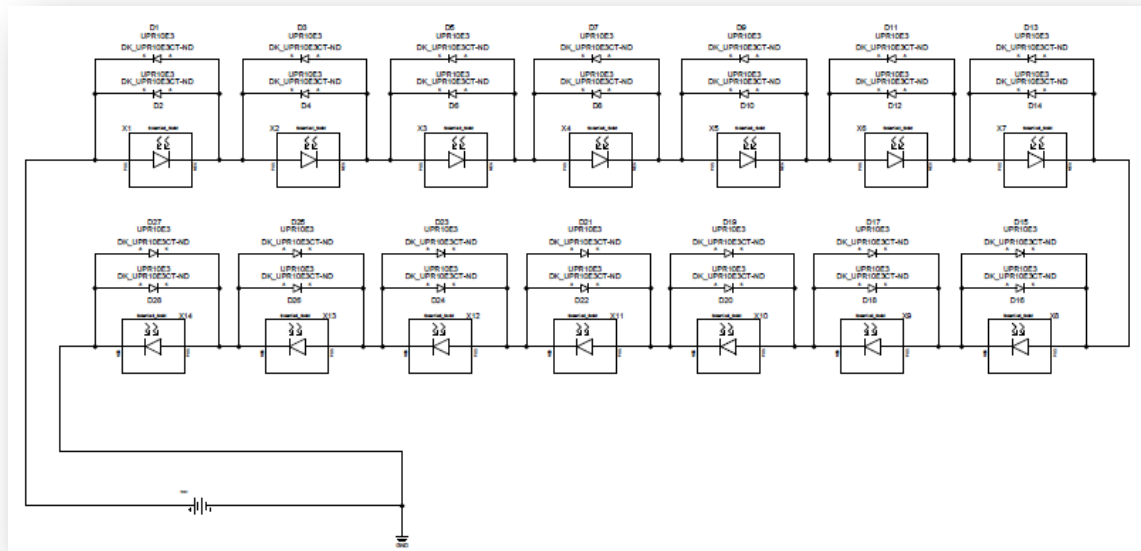 D1 D3 D5 D7 D9 D11 D13
UPR10E3 UPR10E3 UPR10E3 UPR10E3 UPR10E3 UPR10E3 UPR10E3
DK_UPR10E3CT-ND DK_UPR10E3CT-ND DK_UPR10E3CT-ND DK_UPR10E3CT-ND DK_UPR10E3CT-ND DK_UPR10E3CT-ND DK_UPR10E3CT-ND
K A K A K A K A K A K A K A
UPR10E3 UPR10E3 UPR10E3 UPR10E3 UPR10E3 UPR10E3 UPR10E3
DK_UPR10E3CT-ND DK_UPR10E3CT-ND DK_UPR10E3CT-ND DK_UPR10E3CT-ND DK_UPR10E3CT-ND DK_UPR10E3CT-ND DK_UPR10E3CT-ND
K A K A K A K A K A K A K A
D2 D4 D6 D8 D10 D12 D14
X1 X2 X3 X4 X5 X6 X7
D27 D25 D23 D21 D19 D17 D15
UPR10E3 UPR10E3 UPR10E3 UPR10E3 UPR10E3 UPR10E3 UPR10E3
DK_UPR10E3CT-ND DK_UPR10E3CT-ND DK_UPR10E3CT-ND DK_UPR10E3CT-ND DK_UPR10E3CT-ND DK_UPR10E3CT-ND DK_UPR10E3CT-ND
A K A K A K A K A K A K A K
UPR10E3 UPR10E3 UPR10E3 UPR10E3 UPR10E3 UPR10E3 UPR10E3
DK_UPR10E3CT-ND DK_UPR10E3CT-ND DK_UPR10E3CT-ND DK_UPR10E3CT-ND DK_UPR10E3CT-ND DK_UPR10E3CT-ND DK_UPR10E3CT-ND
A K A K A K A K A K A K A K
D28 D26 D24 D22 D20 D18 D16
X14 X13 X12 X11 X10 X9 X8
GND